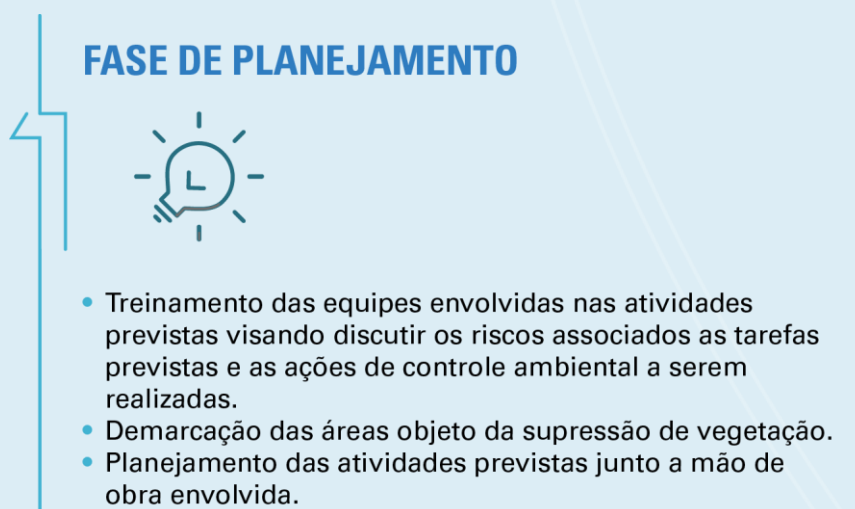 FASE DE PLANEJAMENTO
• Treinamento das equipes envolvidas nas atividades
previstas visando discutir os riscos associados as tarefas
previstas e as ações de controle ambiental a serem
realizadas.
• Demarcação das áreas objeto da supressão de vegetação.
• Planejamento das atividades previstas junto a mão de
obra envolvida.